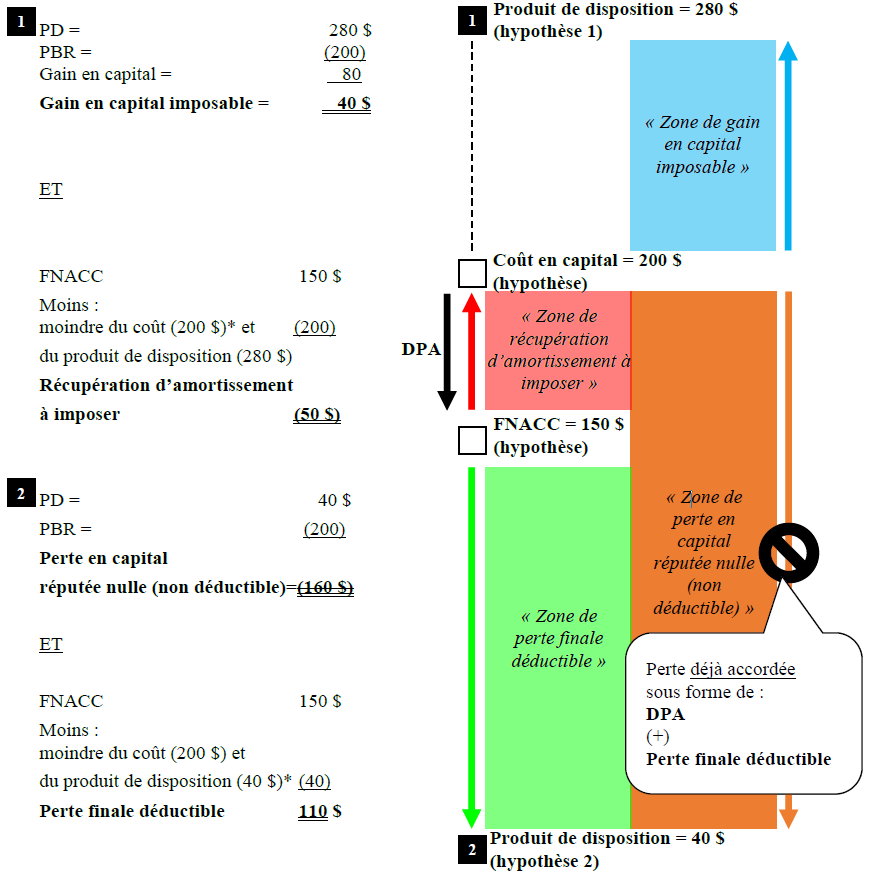 1
PD = 280 $
PBR = (200)
Gain en capital = 80
Gain en capital imposable = 40 $
ET
FNACC 150 $
Moins :
moindre du coût (200 $)* et (200)
du produit de disposition (280 $)
Récupération d’amortissement
à imposer (50 $)
2
PD = 40 $
PBR = (200)
Perte en capital
réputée nulle (non déductible)=(160 $)
ET
FNACC 150 $
Moins :
moindre du coût (200 $) et
du produit de disposition (40 $)* (40)
Perte finale déductible 110 $
1
Produit de disposition = 280 $
(hypothèse 1)
« Zone de gain
en capital
imposable »
Coût en capital = 200 $
(hypothèse)
DPA
« Zone de
récupération
d’amortissement à
imposer »
FNACC = 150 $
(hypothèse)
« Zone de
perte en
capital
réputée nulle
(non
déductible) »
« Zone de
perte finale
déductible »
Perte déjà accordée
sous forme de :
DPA
(+)
Perte finale déductible
2
Produit de disposition = 40 $
(hypothèse 2)